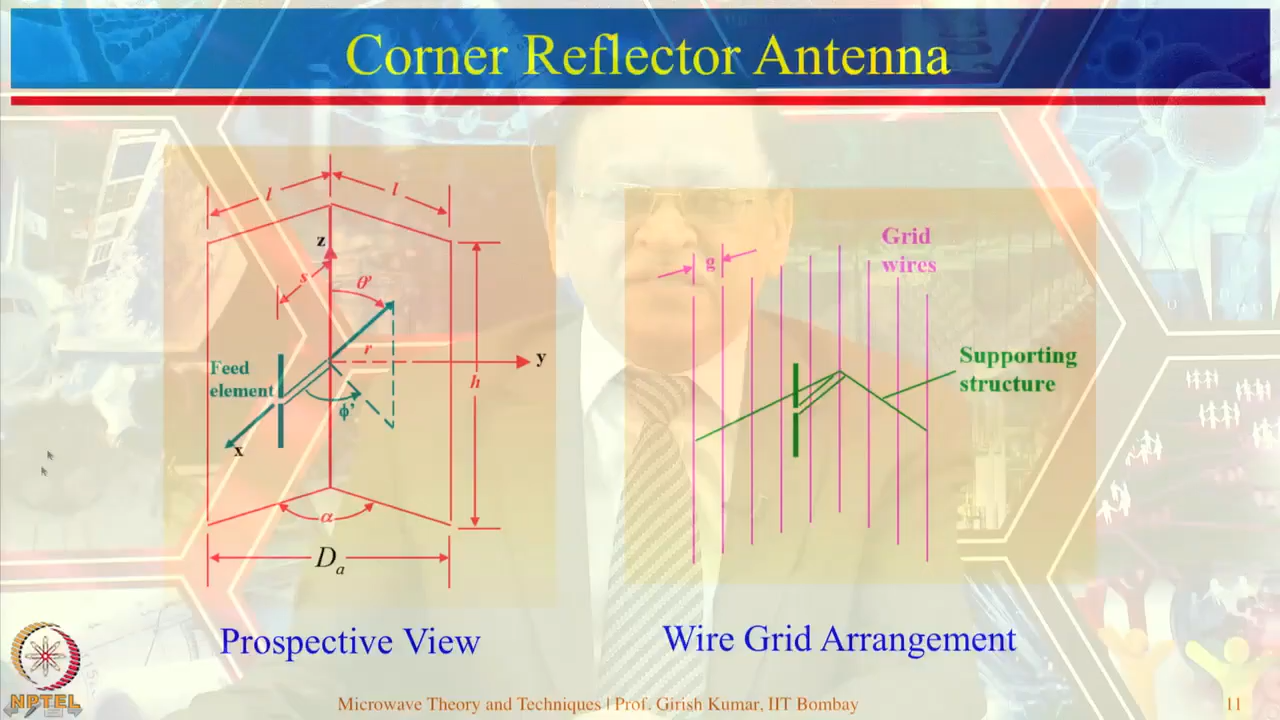 Corner Reflector Antenna
l
l
z
s
θ'
r
y
Feed
element
h
ϕ'
x
α
Dₐ
Prospective View
g
Grid
wires
Supporting
structure
Wire Grid Arrangement
NPTEL
Microwave Theory and Techniques | Prof. Girish Kumar, IIT Bombay
11